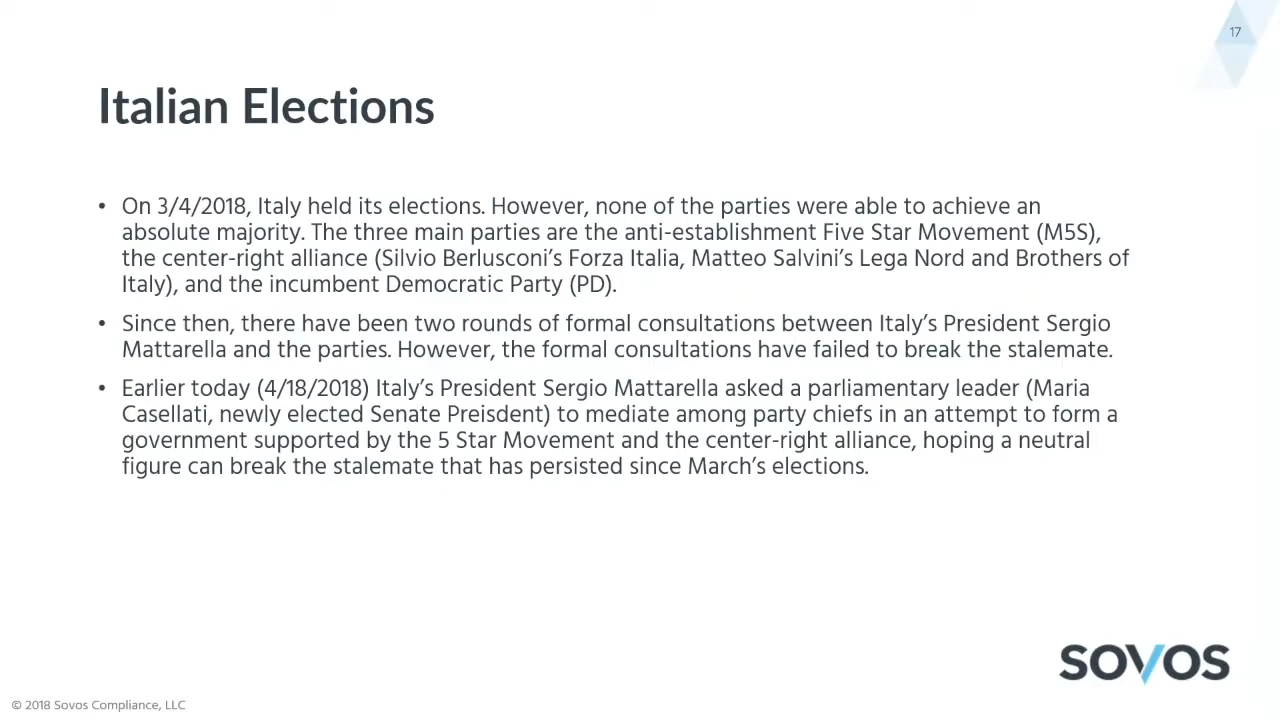 17
Italian Elections
• On 3/4/2018, Italy held its elections. However, none of the parties were able to achieve an
absolute majority. The three main parties are the anti-establishment Five Star Movement (M5S),
the center-right alliance (Silvio Berlusconi’s Forza Italia, Matteo Salvini’s Lega Nord and Brothers of
Italy), and the incumbent Democratic Party (PD).
• Since then, there have been two rounds of formal consultations between Italy’s President Sergio
Mattarella and the parties. However, the formal consultations have failed to break the stalemate.
• Earlier today (4/18/2018) Italy’s President Sergio Mattarella asked a parliamentary leader (Maria
Casellati, newly elected Senate Preisdent) to mediate among party chiefs in an attempt to form a
government supported by the 5 Star Movement and the center-right alliance, hoping a neutral
figure can break the stalemate that has persisted since March’s elections.
SOVOS
© 2018 Sovos Compliance, LLC